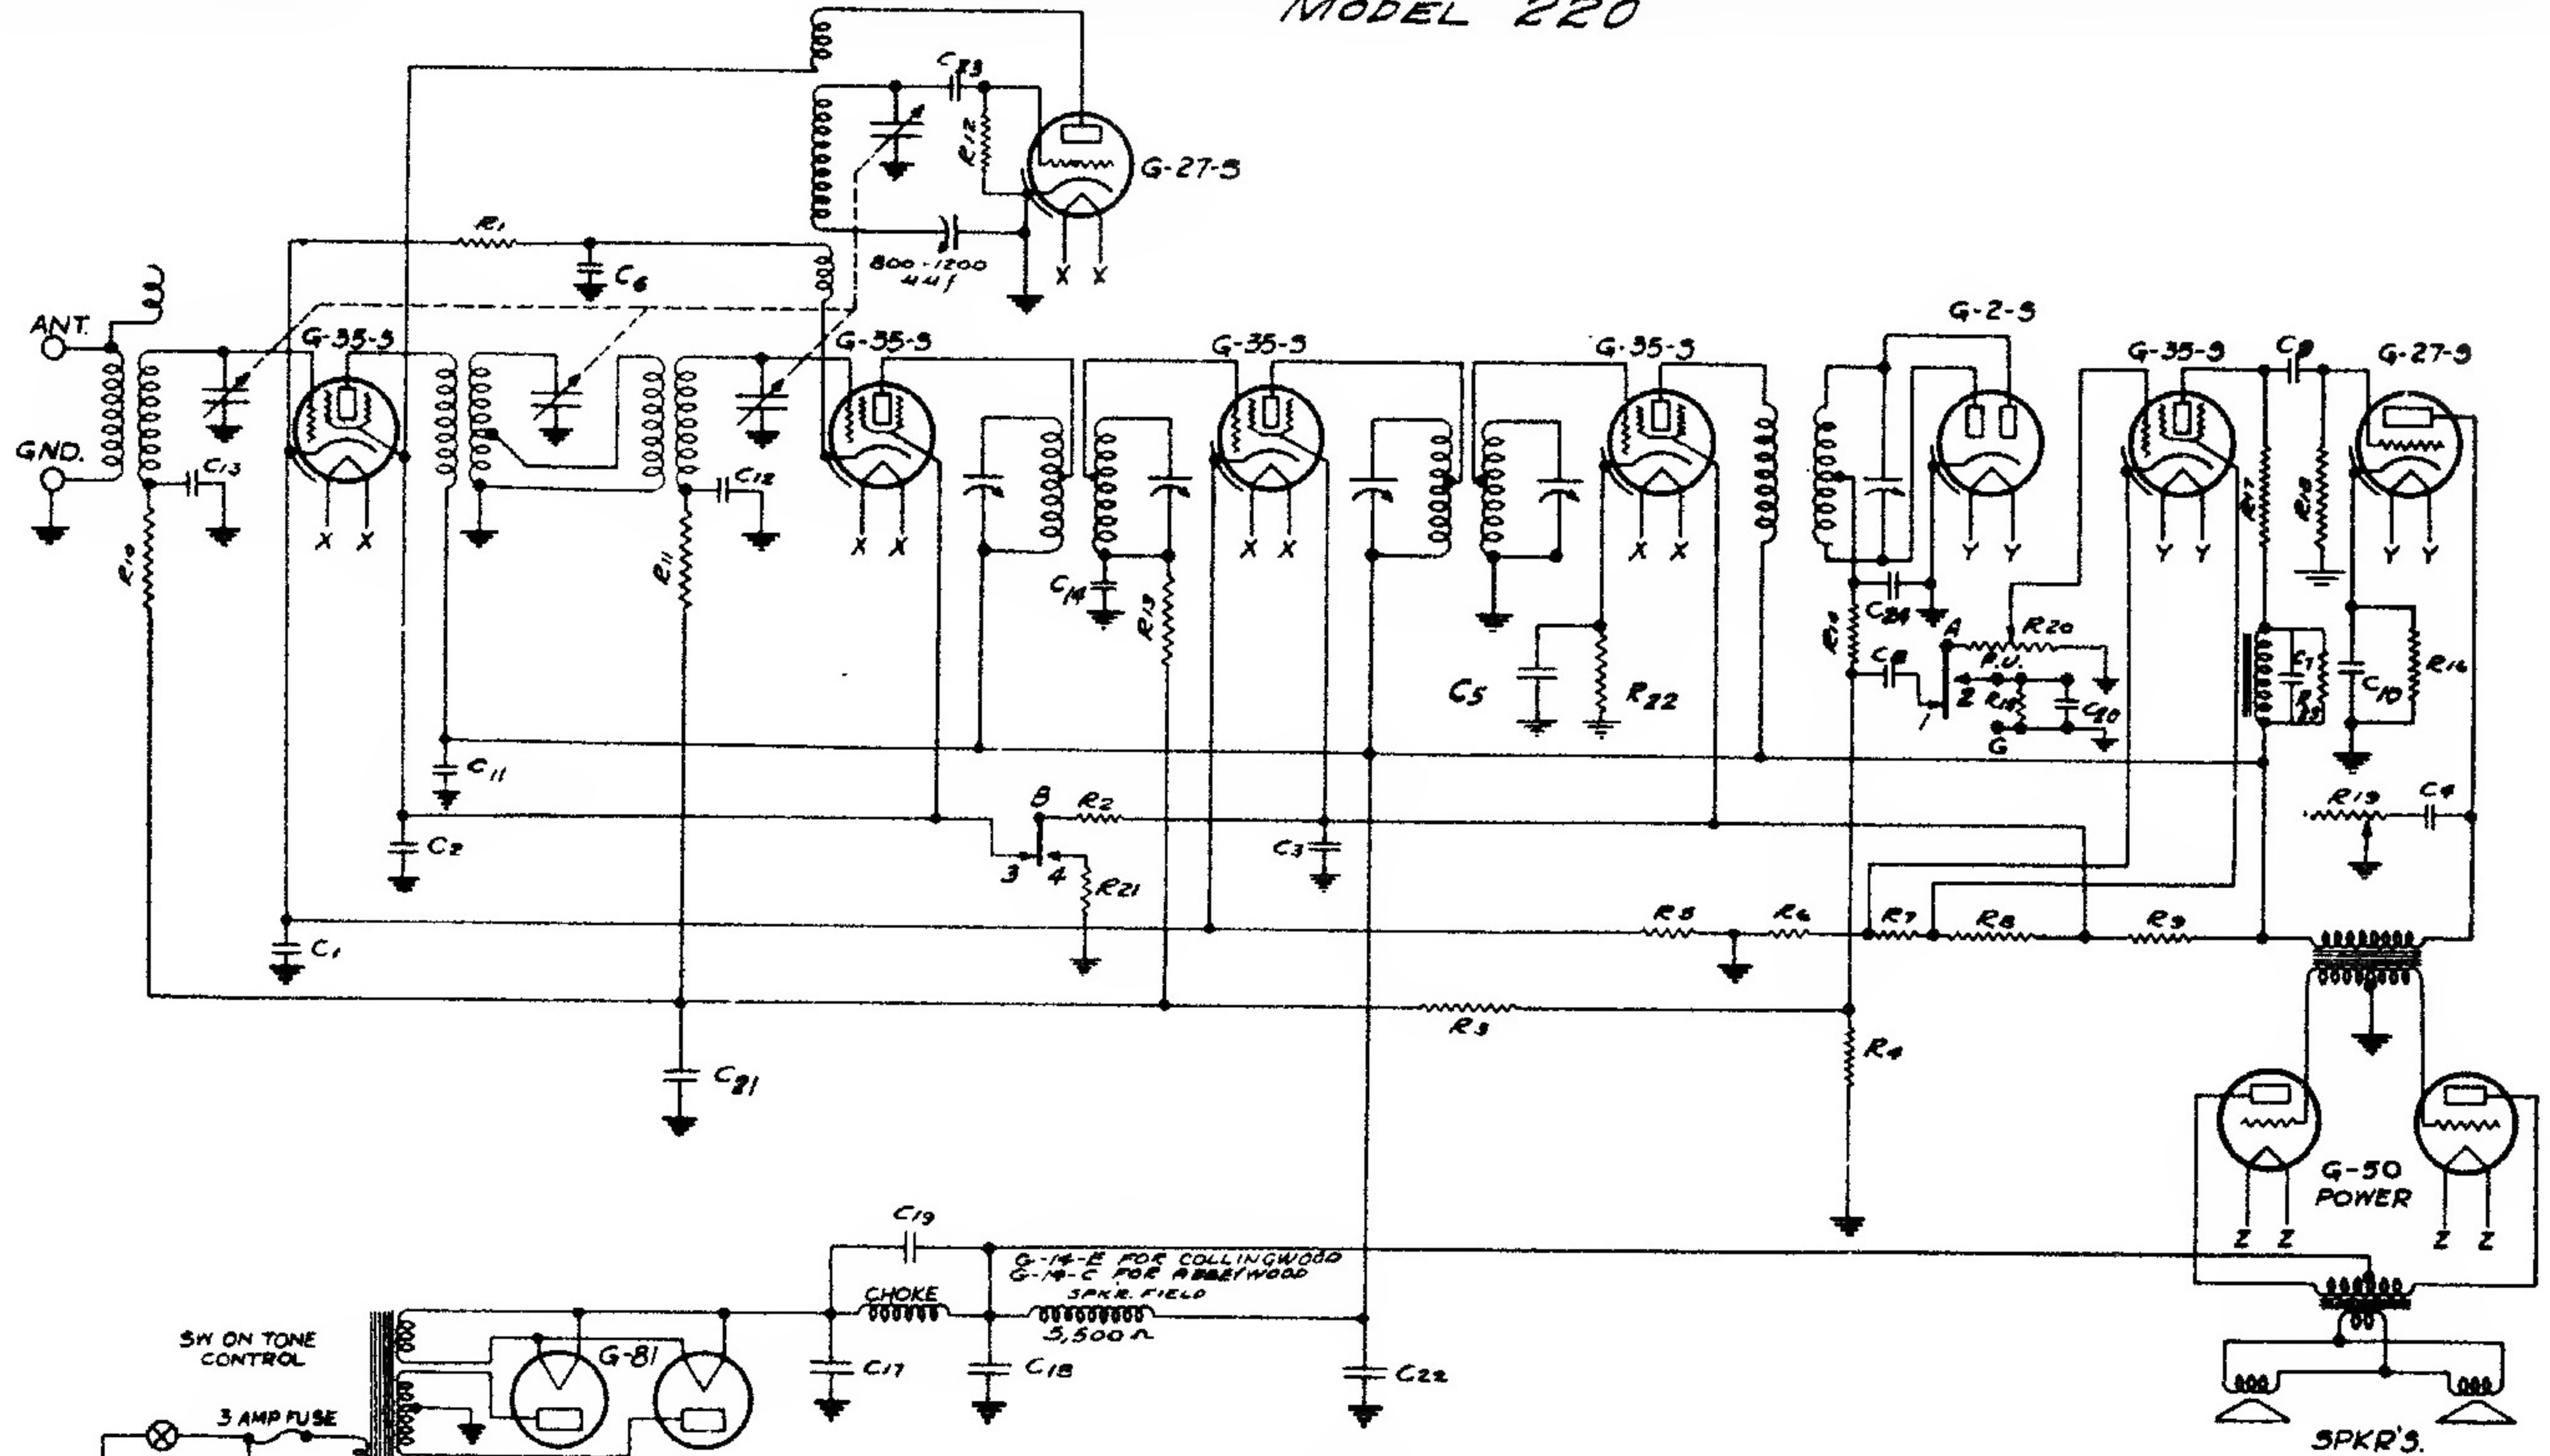 MODEL 220
C23
R12
G-27-S
R1
C6
800-1200
MMF
X X
ANT.
GND.
G-35-S
G-35-S
G-35-S
G-35-S
G-2-S
G-35-S
C9
G-27-S
C13
C12
R10
R11
X X
X X
X X
X X
Y Y
Y Y
Y Y
R17
R18
C14
R13
C24
R14
C8
A
R20
P.U.
1
2
G
C20
C5
R22
C7
C10
R16
C11
C2
B
R2
3
4
R21
C3
R19
C4
C1
R5
R6
R7
R8
R9
R3
R4
C21
G-50
POWER
Z Z
Z Z
C19
G-14-E FOR COLLINGWOOD
G-14-C FOR ABBEYWOOD
CHOKE
SPKR. FIELD
5,500 Ω
SW ON TONE
CONTROL
G-81
C17
C18
C22
3 AMP FUSE
SPKR'S.